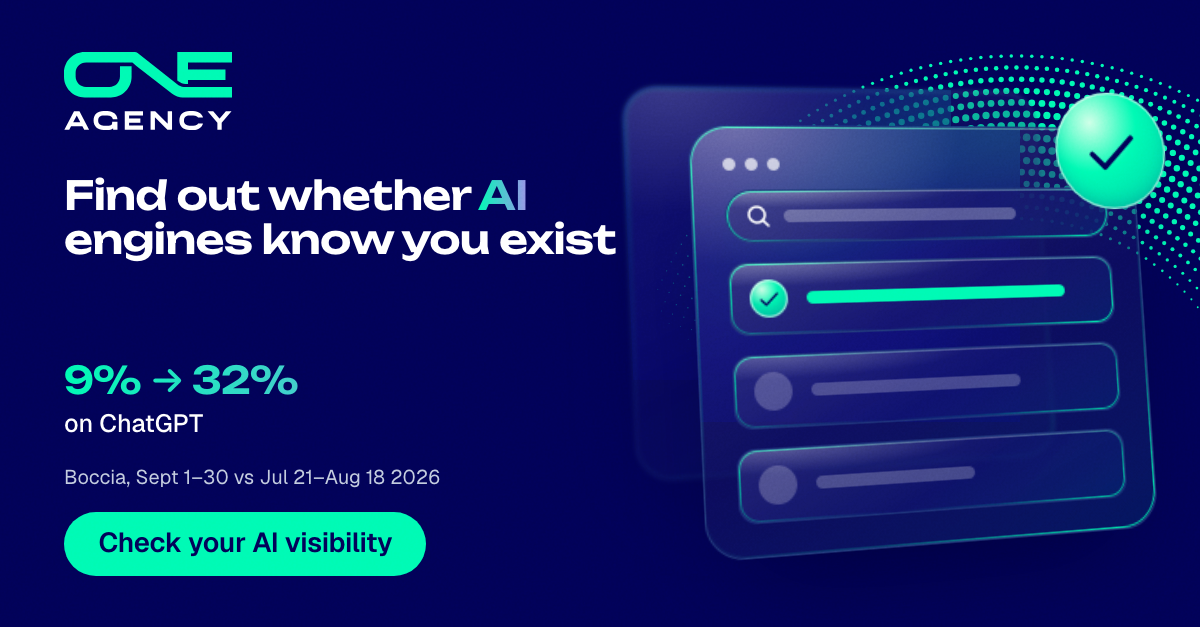 ONE
AGENCY
Find out whether AI
engines know you exist
9% → 32%
on ChatGPT
Boccia, Sept 1–30 vs Jul 21–Aug 18 2026
Check your AI visibility